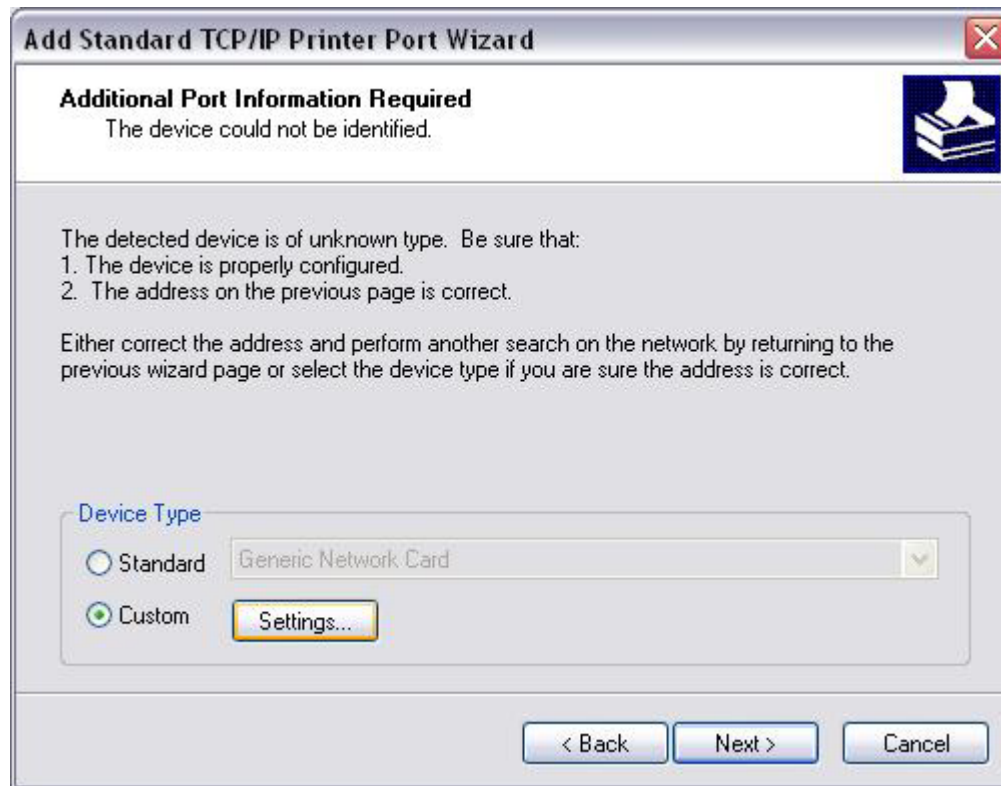 Add Standard TCP/IP Printer Port Wizard
Additional Port Information Required
The device could not be identified.
The detected device is of unknown type.  Be sure that:
1. The device is properly configured.
2.  The address on the previous page is correct.
Either correct the address and perform another search on the network by returning to the
previous wizard page or select the device type if you are sure the address is correct.
Device Type
Standard
Generic Network Card
Custom
Settings...
< Back
Next >
Cancel